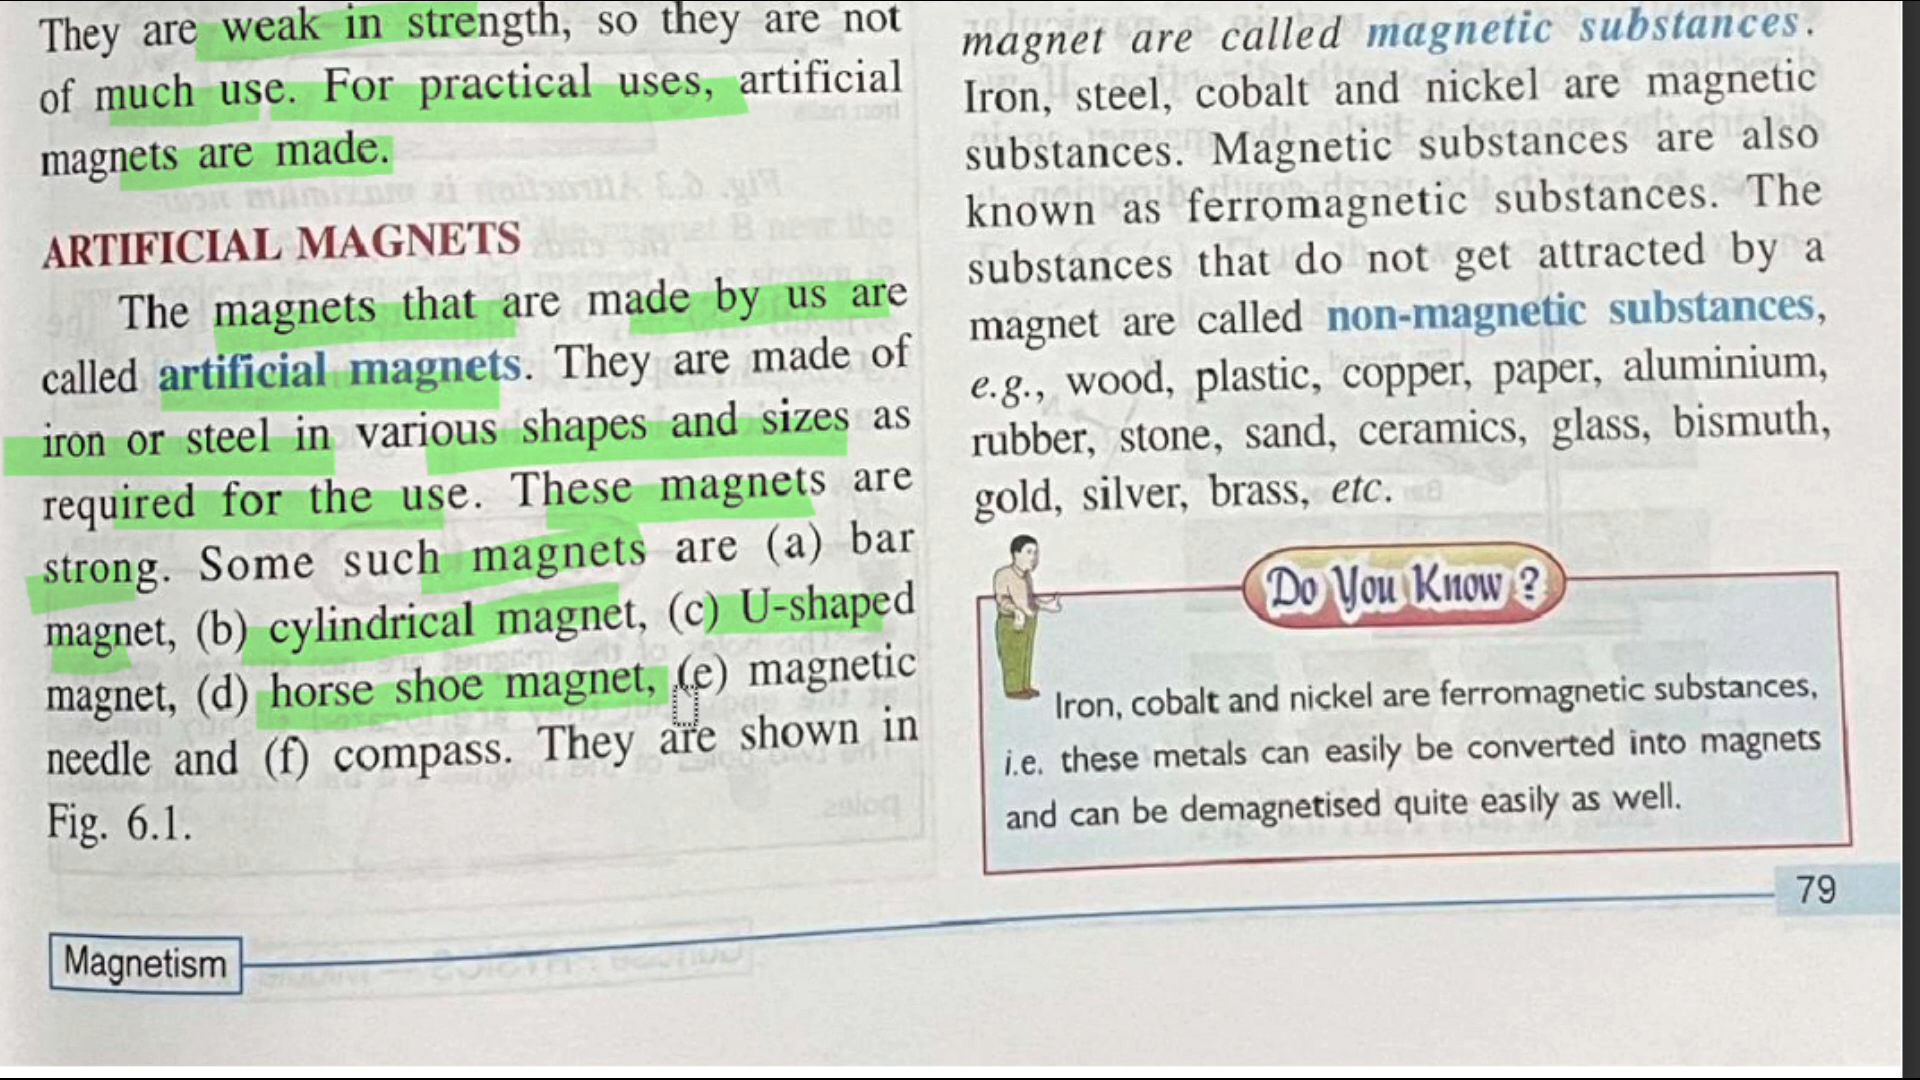 They are weak in strength, so they are not
of much use. For practical uses, artificial
magnets are made.
ARTIFICIAL MAGNETS
The magnets that are made by us are
called artificial magnets. They are made of
iron or steel in various shapes and sizes as
required for the use. These magnets are
strong. Some such magnets are (a) bar
magnet, (b) cylindrical magnet, (c) U-shaped
magnet, (d) horse shoe magnet, (e) magnetic
needle and (f) compass. They are shown in
Fig. 6.1.
magnet are called magnetic substances.
Iron, steel, cobalt and nickel are magnetic
substances. Magnetic substances are also
known as ferromagnetic substances. The
substances that do not get attracted by a
magnet are called non-magnetic substances,
e.g., wood, plastic, copper, paper, aluminium,
rubber, stone, sand, ceramics, glass, bismuth,
gold, silver, brass, etc.
Do You Know ?
Iron, cobalt and nickel are ferromagnetic substances,
i.e. these metals can easily be converted into magnets
and can be demagnetised quite easily as well.
79
Magnetism